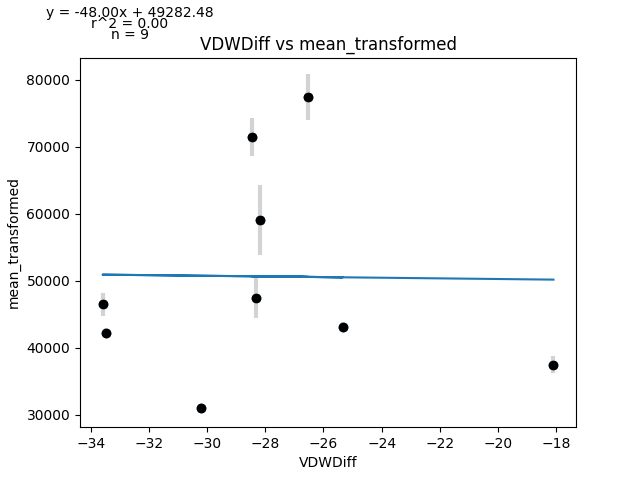 y = -48.00x + 49282.48
r^2 = 0.00
n = 9
VDWDiff vs mean_transformed
80000
70000
60000
50000
40000
30000
mean_transformed
−34 −32 −30 −28 −26 −24 −22 −20 −18
VDWDiff